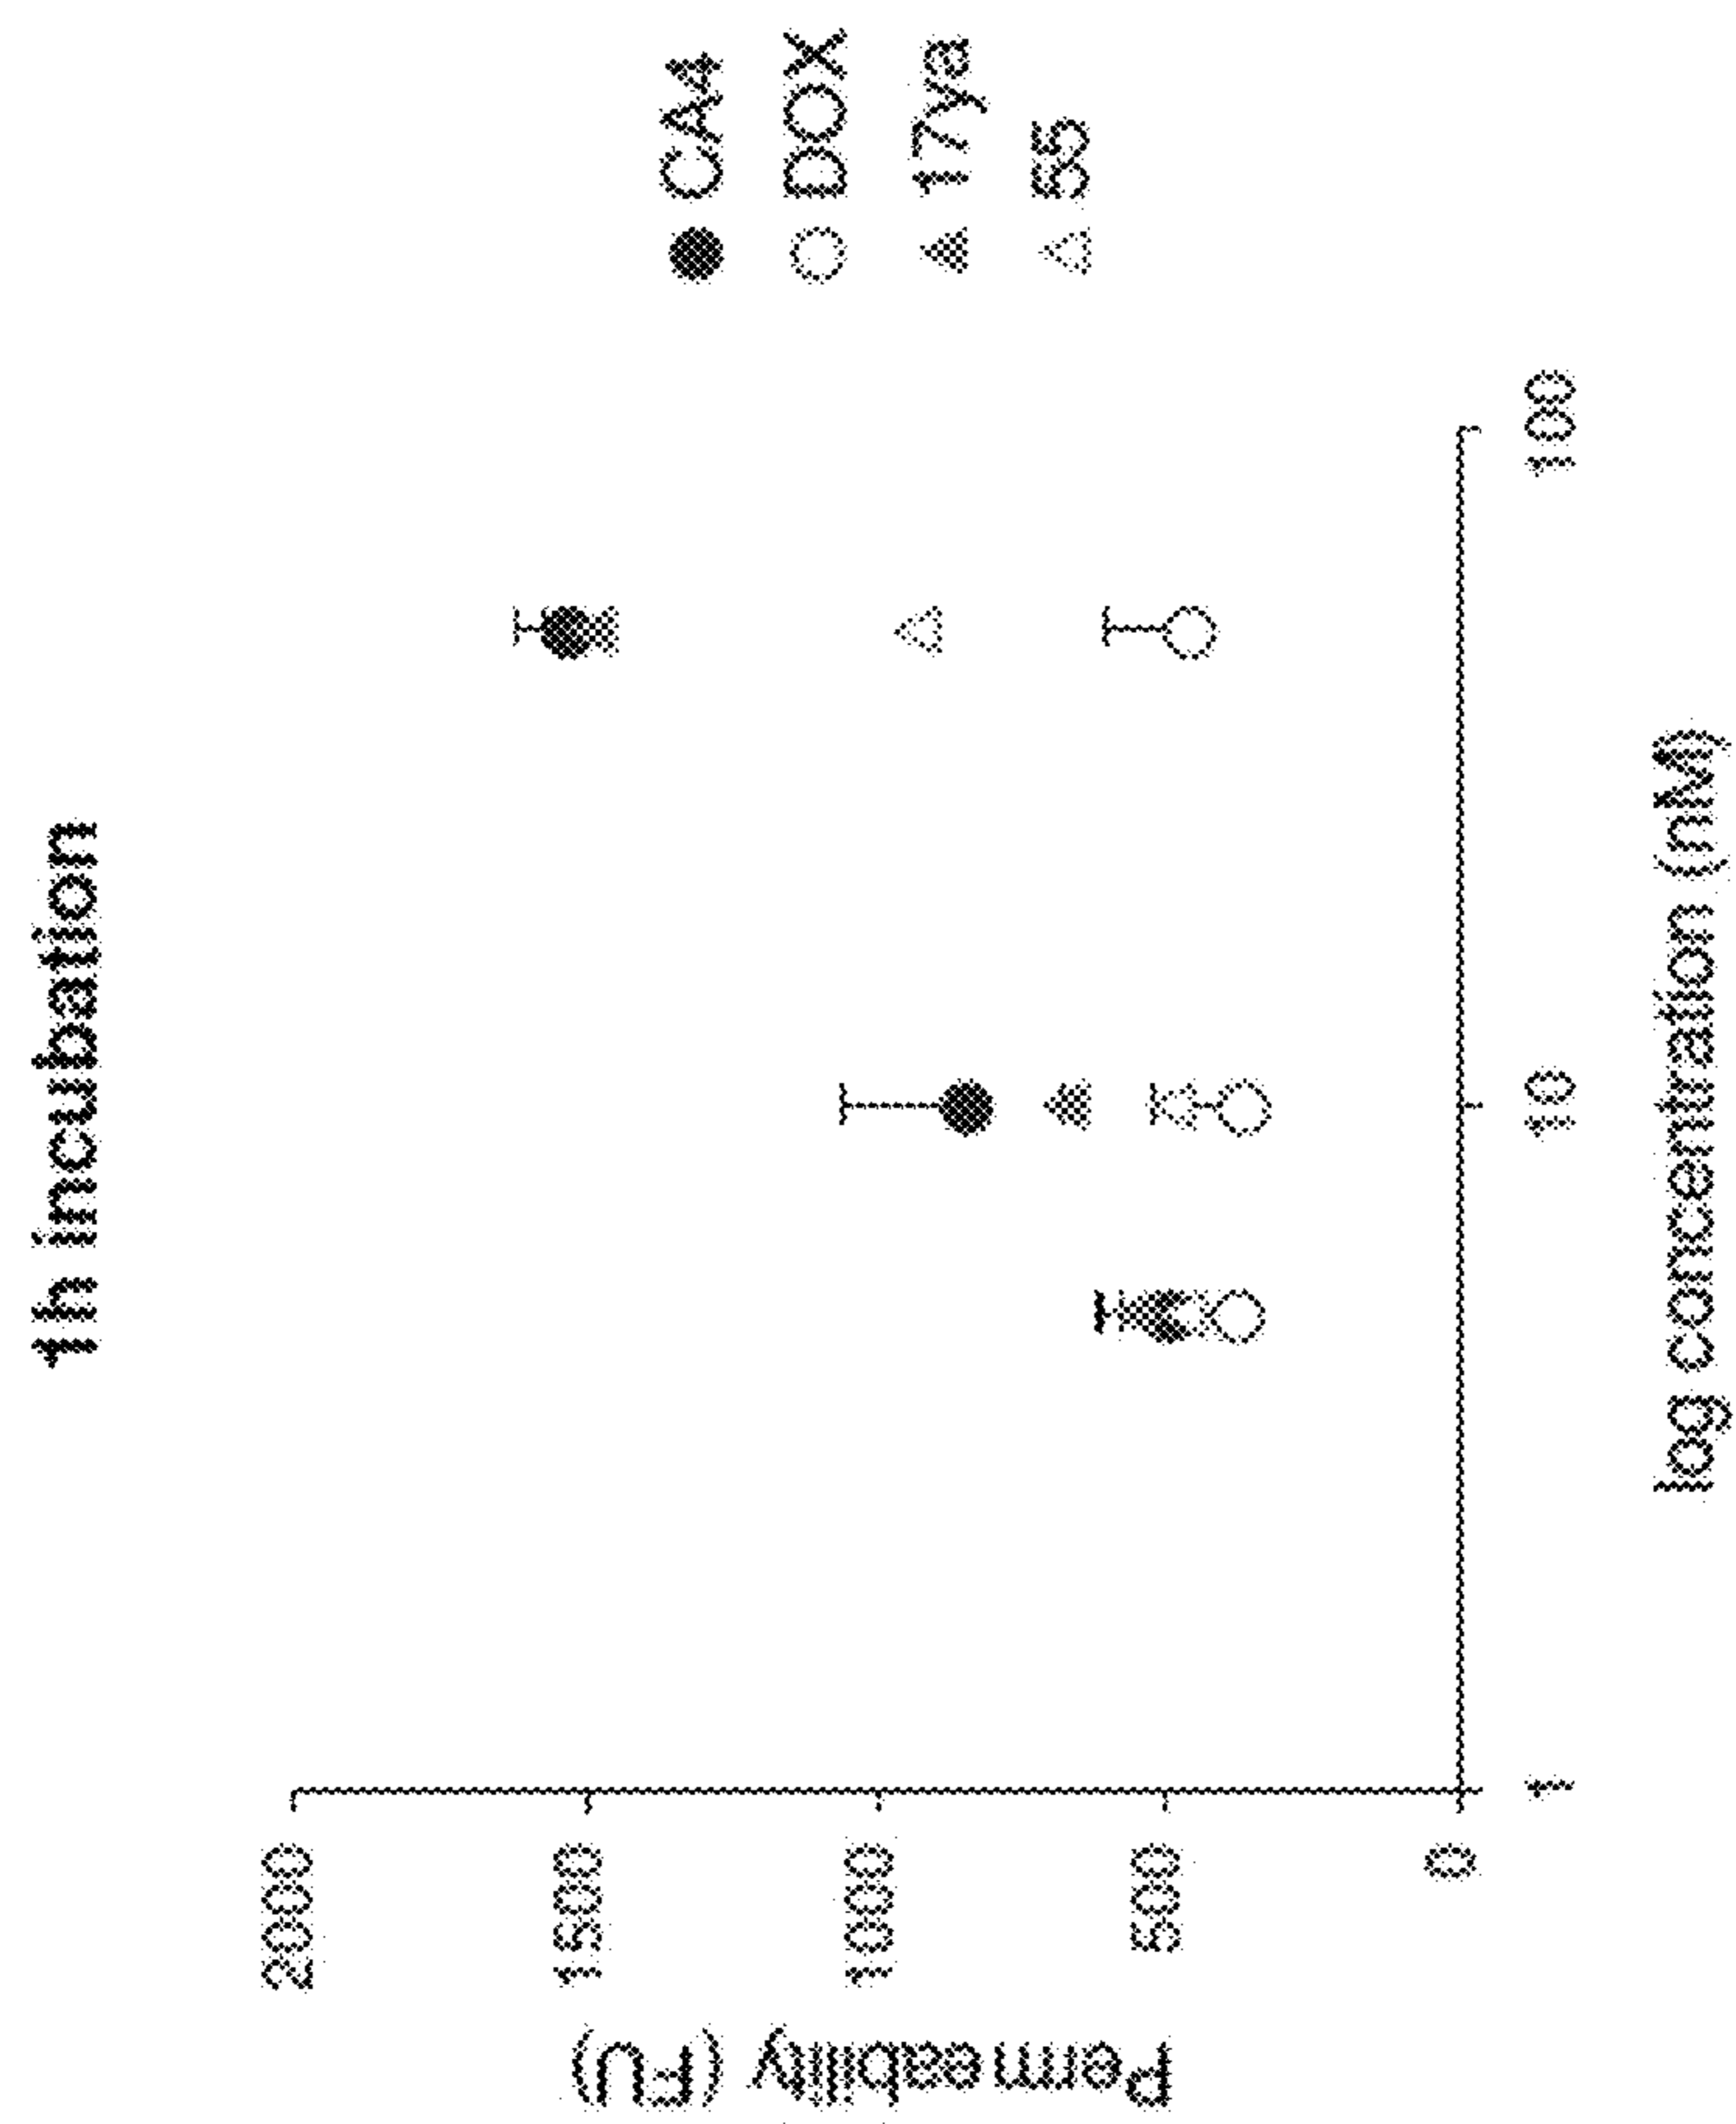 1h incubation
Permeability (FU)
2000
1500
1000
500
0
1
10
100
log concentration (nM)
CA4
DOX
17ya
55